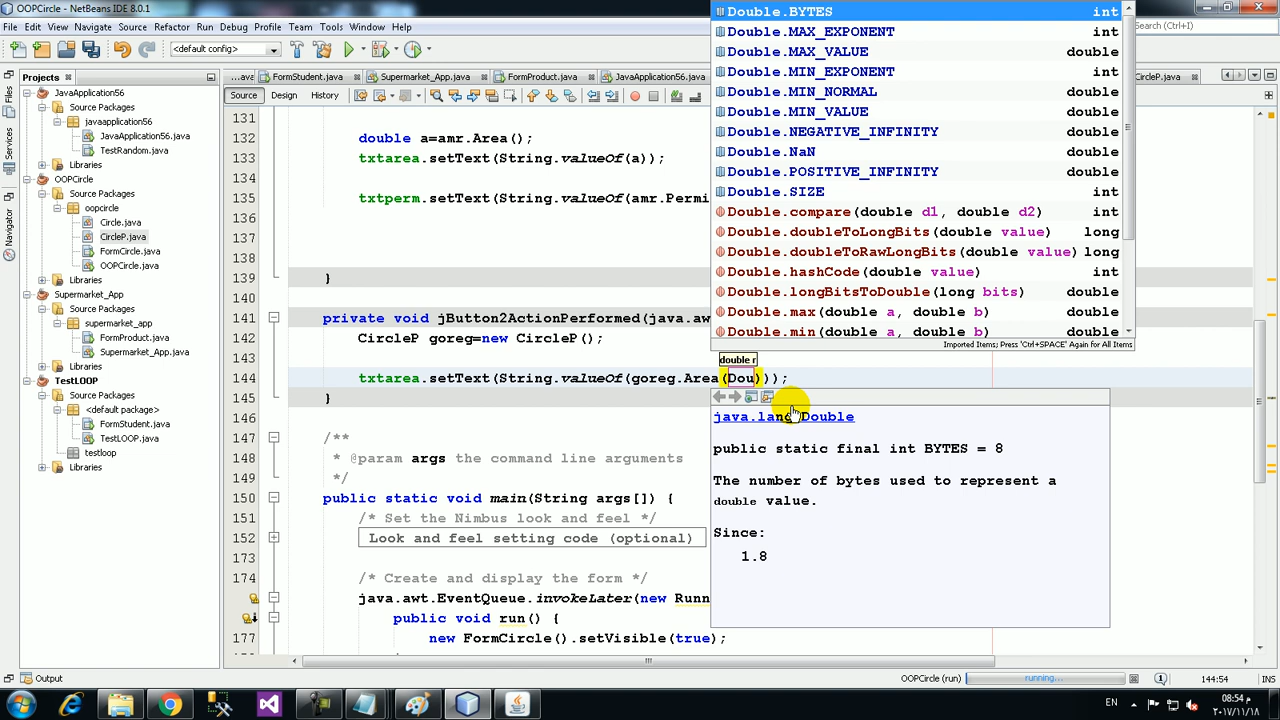 OOPCircle - NetBeans IDE 8.0.1
File Edit View Navigate Source Refactor Run Debug Profile Team Tools Window Help
Search (Ctrl+I)
<default config>
Projects
...ava FormStudent.java Supermarket_App.java FormProduct.java JavaApplication56.java CircleP.java
Source Design History
Files
Services
Navigator
JavaApplication56
Source Packages
javaapplication56
JavaApplication56.java
TestRandom.java
Libraries
OOPCircle
Source Packages
oopcircle
Circle.java
CircleP.java
FormCircle.java
OOPCircle.java
Libraries
Supermarket_App
Source Packages
supermarket_app
FormProduct.java
Supermarket_App.java
Libraries
TestLOOP
Source Packages
<default package>
FormStudent.java
TestLOOP.java
testloop
Libraries
131
132 double a=amr.Area();
133 txtarea.setText(String.valueOf(a));
134
135 txtperm.setText(String.valueOf(amr.Permi
136
137
138
139 }
140
141 private void jButton2ActionPerformed(java.aw
142 CircleP goreg=new CircleP();
double r
144 txtarea.setText(String.valueOf(goreg.Area(Dou)));
145 }
146
147 /**
148 * @param args the command line arguments
149 */
150 public static void main(String args[]) {
151 /* Set the Nimbus look and feel */
152 Look and feel setting code (optional)
173
174 /* Create and display the form */
java.awt.EventQueue.invokeLater(new Runn
public void run() {
177 new FormCircle().setVisible(true);
Double.BYTES int
Double.MAX_EXPONENT int
Double.MAX_VALUE double
Double.MIN_EXPONENT int
Double.MIN_NORMAL double
Double.MIN_VALUE double
Double.NEGATIVE_INFINITY double
Double.NaN double
Double.POSITIVE_INFINITY double
Double.SIZE int
Double.compare(double d1, double d2) int
Double.doubleToLongBits(double value) long
Double.doubleToRawLongBits(double value) long
Double.hashCode(double value) int
Double.longBitsToDouble(long bits) double
Double.max(double a, double b) double
Double.min(double a, double b) double
Imported Items; Press 'Ctrl+SPACE' Again for All Items
java.lang.Double
public static final int BYTES = 8
The number of bytes used to represent a
double value.
Since:
1.8
Output
OOPCircle (run) running... 144:54 INS
EN
08:54 م
٢٠١٧/١١/١٨